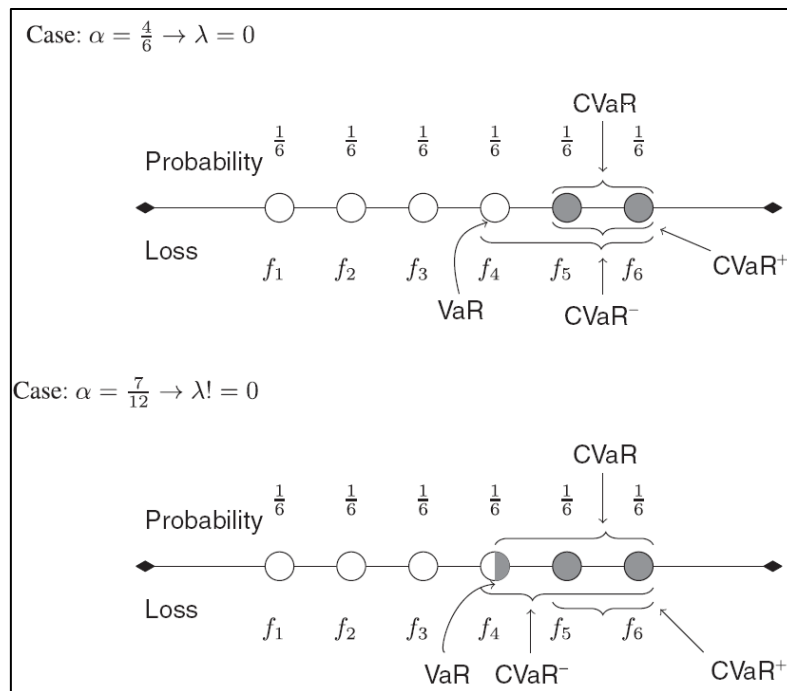 Case: α = 4/6 → λ = 0
CVaR
1/6 1/6 1/6 1/6 1/6 1/6
Probability
Loss
f₁ f₂ f₃ f₄ f₅ f₆
CVaR⁺
VaR
CVaR⁻
Case: α = 7/12 → λ! = 0
CVaR
1/6 1/6 1/6 1/6 1/6 1/6
Probability
Loss
f₁ f₂ f₃ f₄ f₅ f₆
VaR CVaR⁻ CVaR⁺